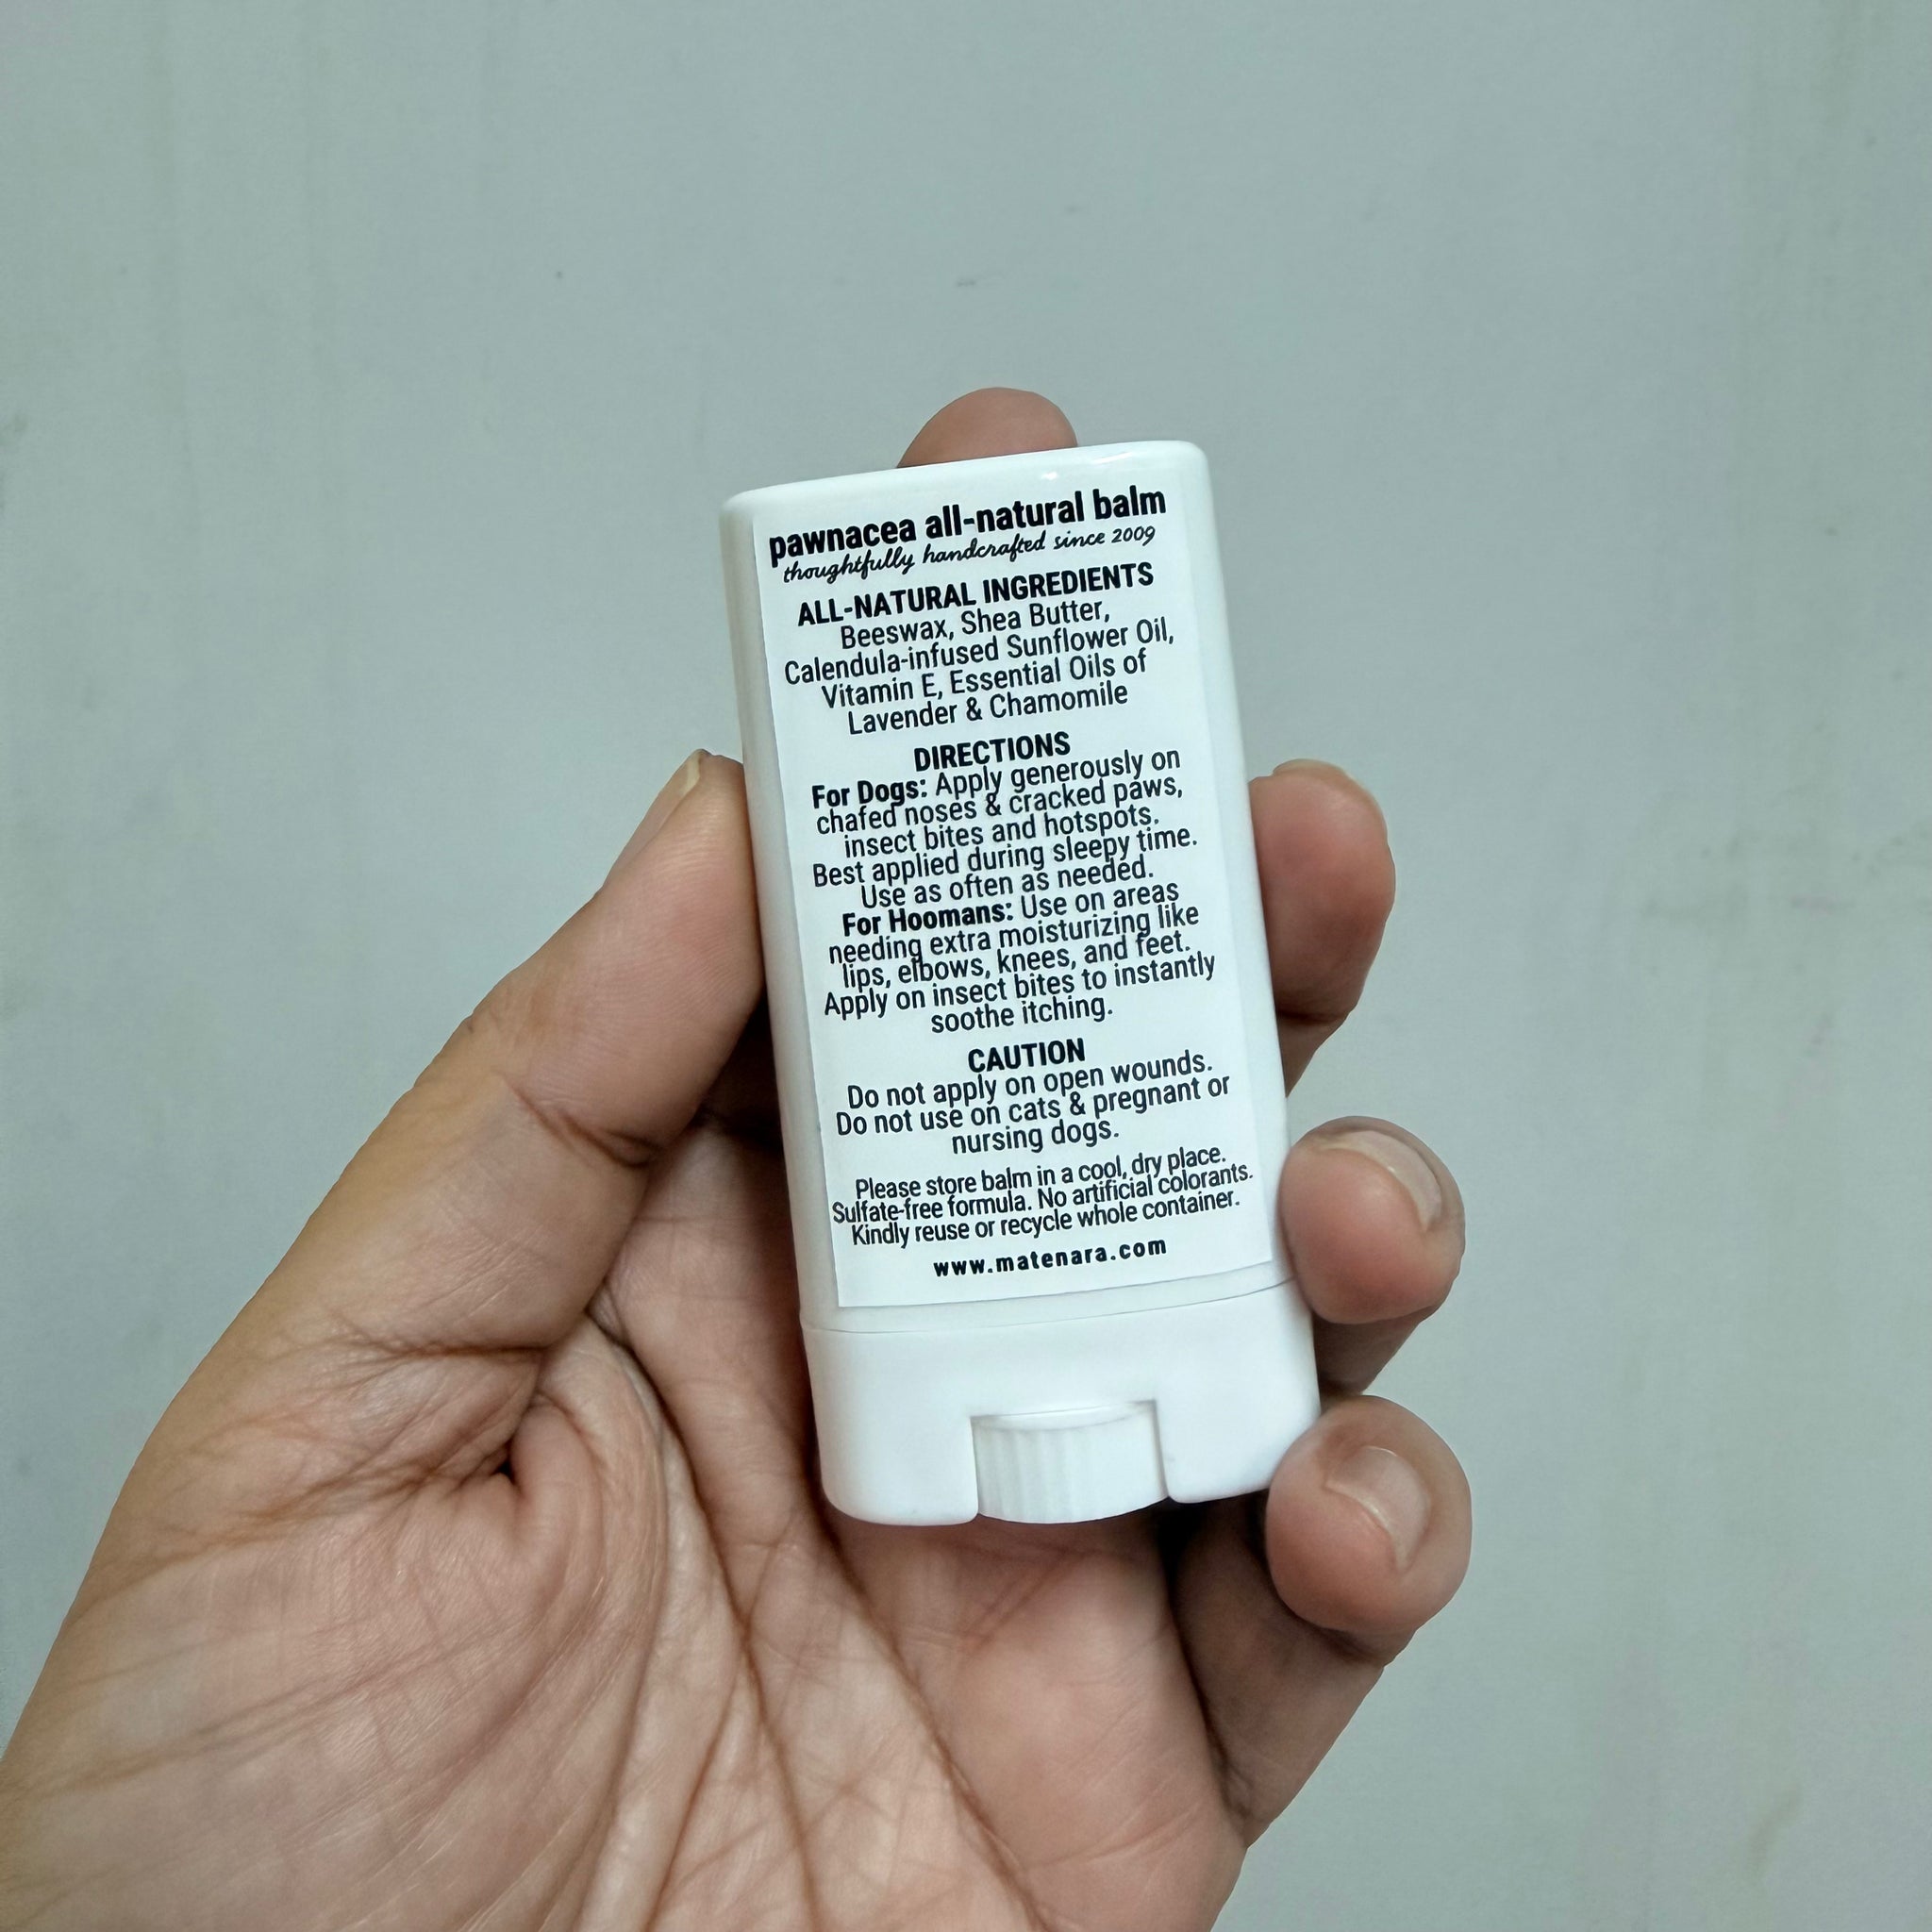 pawnacea all-natural balm
thoughtfully handcrafted since 2009
ALL-NATURAL INGREDIENTS
Beeswax, Shea Butter,
Calendula-infused Sunflower Oil,
Vitamin E, Essential Oils of
Lavender & Chamomile
DIRECTIONS
For Dogs: Apply generously on
chafed noses & cracked paws,
insect bites and hotspots.
Best applied during sleepy time.
Use as often as needed.
For Hoomans: Use on areas
needing extra moisturizing like
lips, elbows, knees, and feet.
Apply on insect bites to instantly
soothe itching.
CAUTION
Do not apply on open wounds.
Do not use on cats & pregnant or
nursing dogs.
Please store balm in a cool, dry place.
Sulfate-free formula. No artificial colorants.
Kindly reuse or recycle whole container.
www.matenara.com